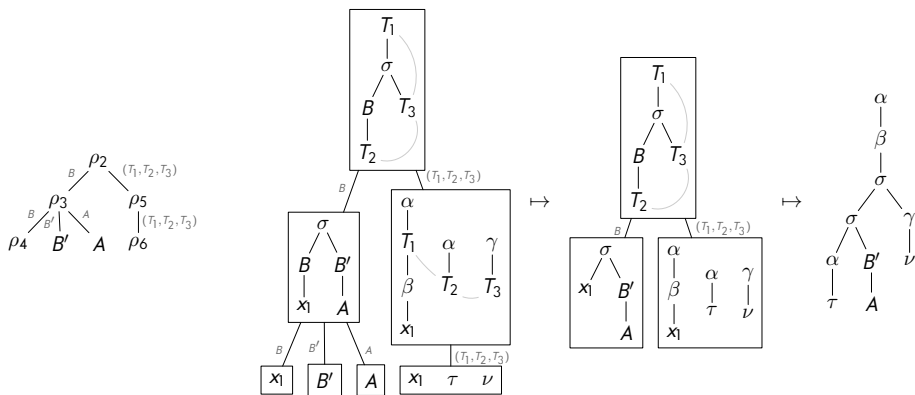 T₁
σ
B T₃
T₂
T₁
σ
B T₃
T₂
α
β
σ
σ γ
α B′ ν
τ A
ρ₂
B (T₁,T₂,T₃)
ρ₃ ρ₅
B B′ A (T₁,T₂,T₃)
ρ₄ B′ A ρ₆
B (T₁,T₂,T₃)
↦
B (T₁,T₂,T₃)
↦
σ
B B′
x₁ A
α
T₁ α γ
β T₂ T₃
x₁
σ
x₁ B′
A
α
β α γ
x₁ τ ν
B B′ A (T₁,T₂,T₃)
x₁ B′ A x₁ τ ν